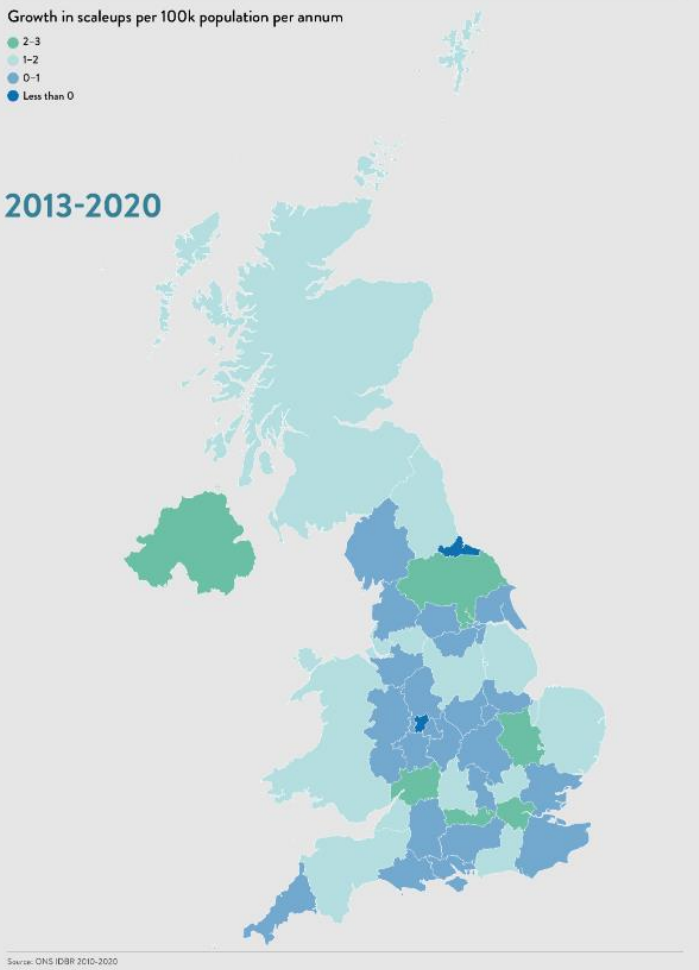 Growth in scaleups per 100k population per annum
2–3
1–2
0–1
Less than 0
2013-2020
Source: ONS IDBR 2010-2020